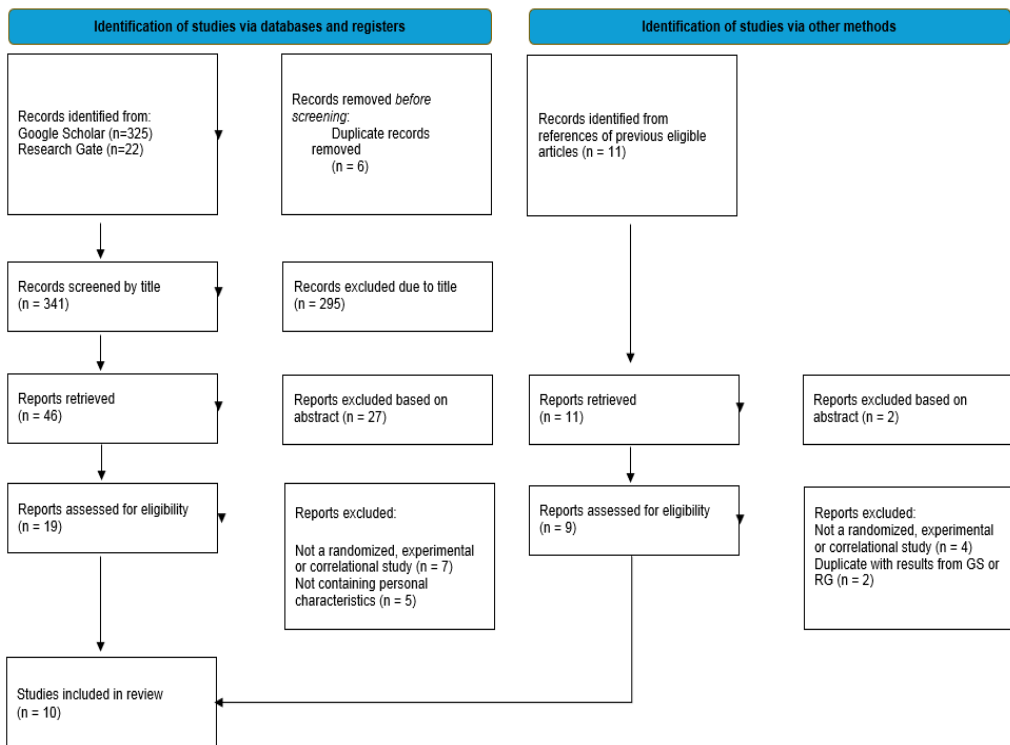 Identification of studies via databases and registers
Identification of studies via other methods
Records identified from:
Google Scholar (n=325)
Research Gate (n=22)
Records removed before
screening:
Duplicate records
removed
(n = 6)
Records identified from
references of previous eligible
articles (n = 11)
Records screened by title
(n = 341)
Records excluded due to title
(n = 295)
Reports retrieved
(n = 46)
Reports excluded based on
abstract (n = 27)
Reports retrieved
(n = 11)
Reports excluded based on
abstract (n = 2)
Reports assessed for eligibility
(n = 19)
Reports excluded:
Not a randomized, experimental
or correlational study (n = 7)
Not containing personal
characteristics (n = 5)
Reports assessed for eligibility
(n = 9)
Reports excluded:
Not a randomized, experimental
or correlational study (n = 4)
Duplicate with results from GS or
RG (n = 2)
Studies included in review
(n = 10)